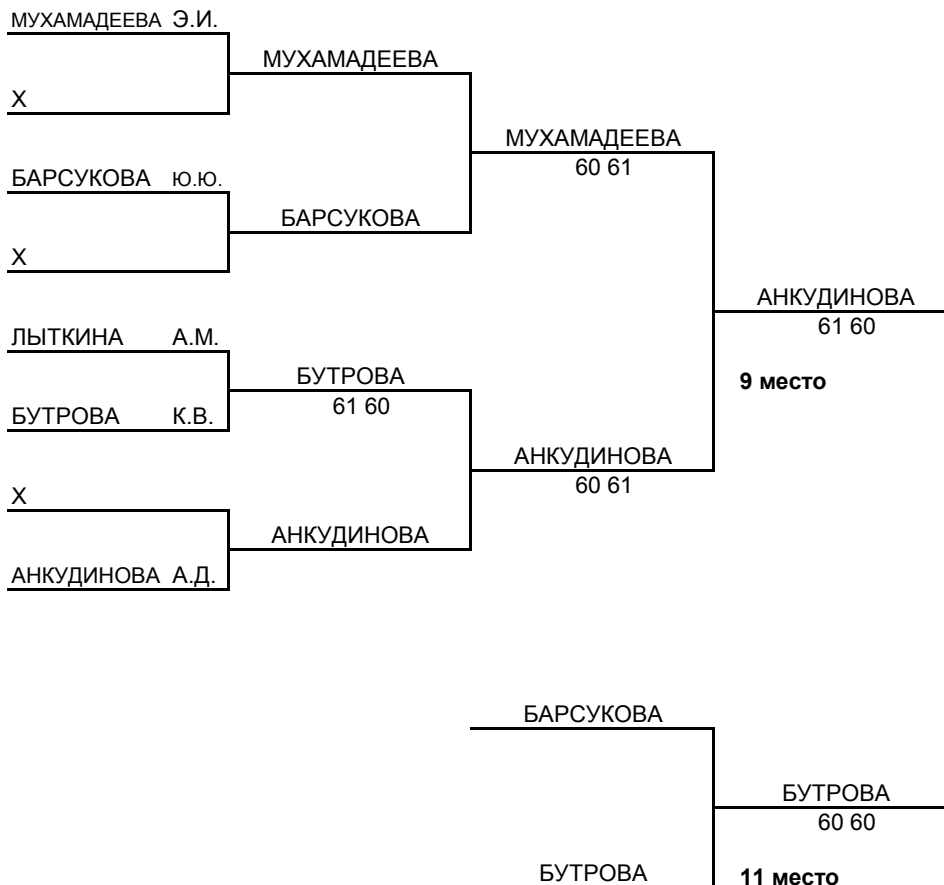 МУХАМАДЕЕВА Э.И.
МУХАМАДЕЕВА
Х
МУХАМАДЕЕВА
60 61
БАРСУКОВА Ю.Ю.
БАРСУКОВА
Х
АНКУДИНОВА
61 60
ЛЫТКИНА А.М.
БУТРОВА
61 60
9 место
БУТРОВА К.В.
АНКУДИНОВА
60 61
Х
АНКУДИНОВА
АНКУДИНОВА А.Д.
БАРСУКОВА
БУТРОВА
60 60
БУТРОВА
11 место